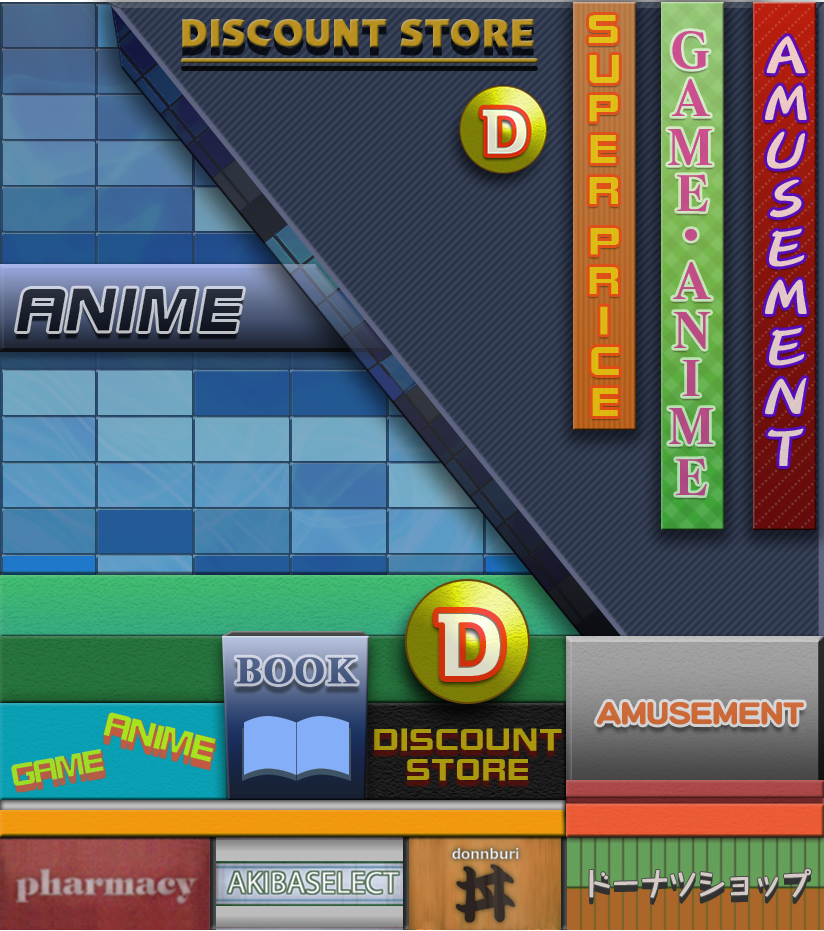 DISCOUNT STORE
D
SUPER PRICE
GAME・ANIME
AMUSEMENT
ANIME
BOOK
D
DISCOUNT
STORE
AMUSEMENT
GAME ANIME
pharmacy
AKIBASELECT
donnburi
丼
ドーナツショップ